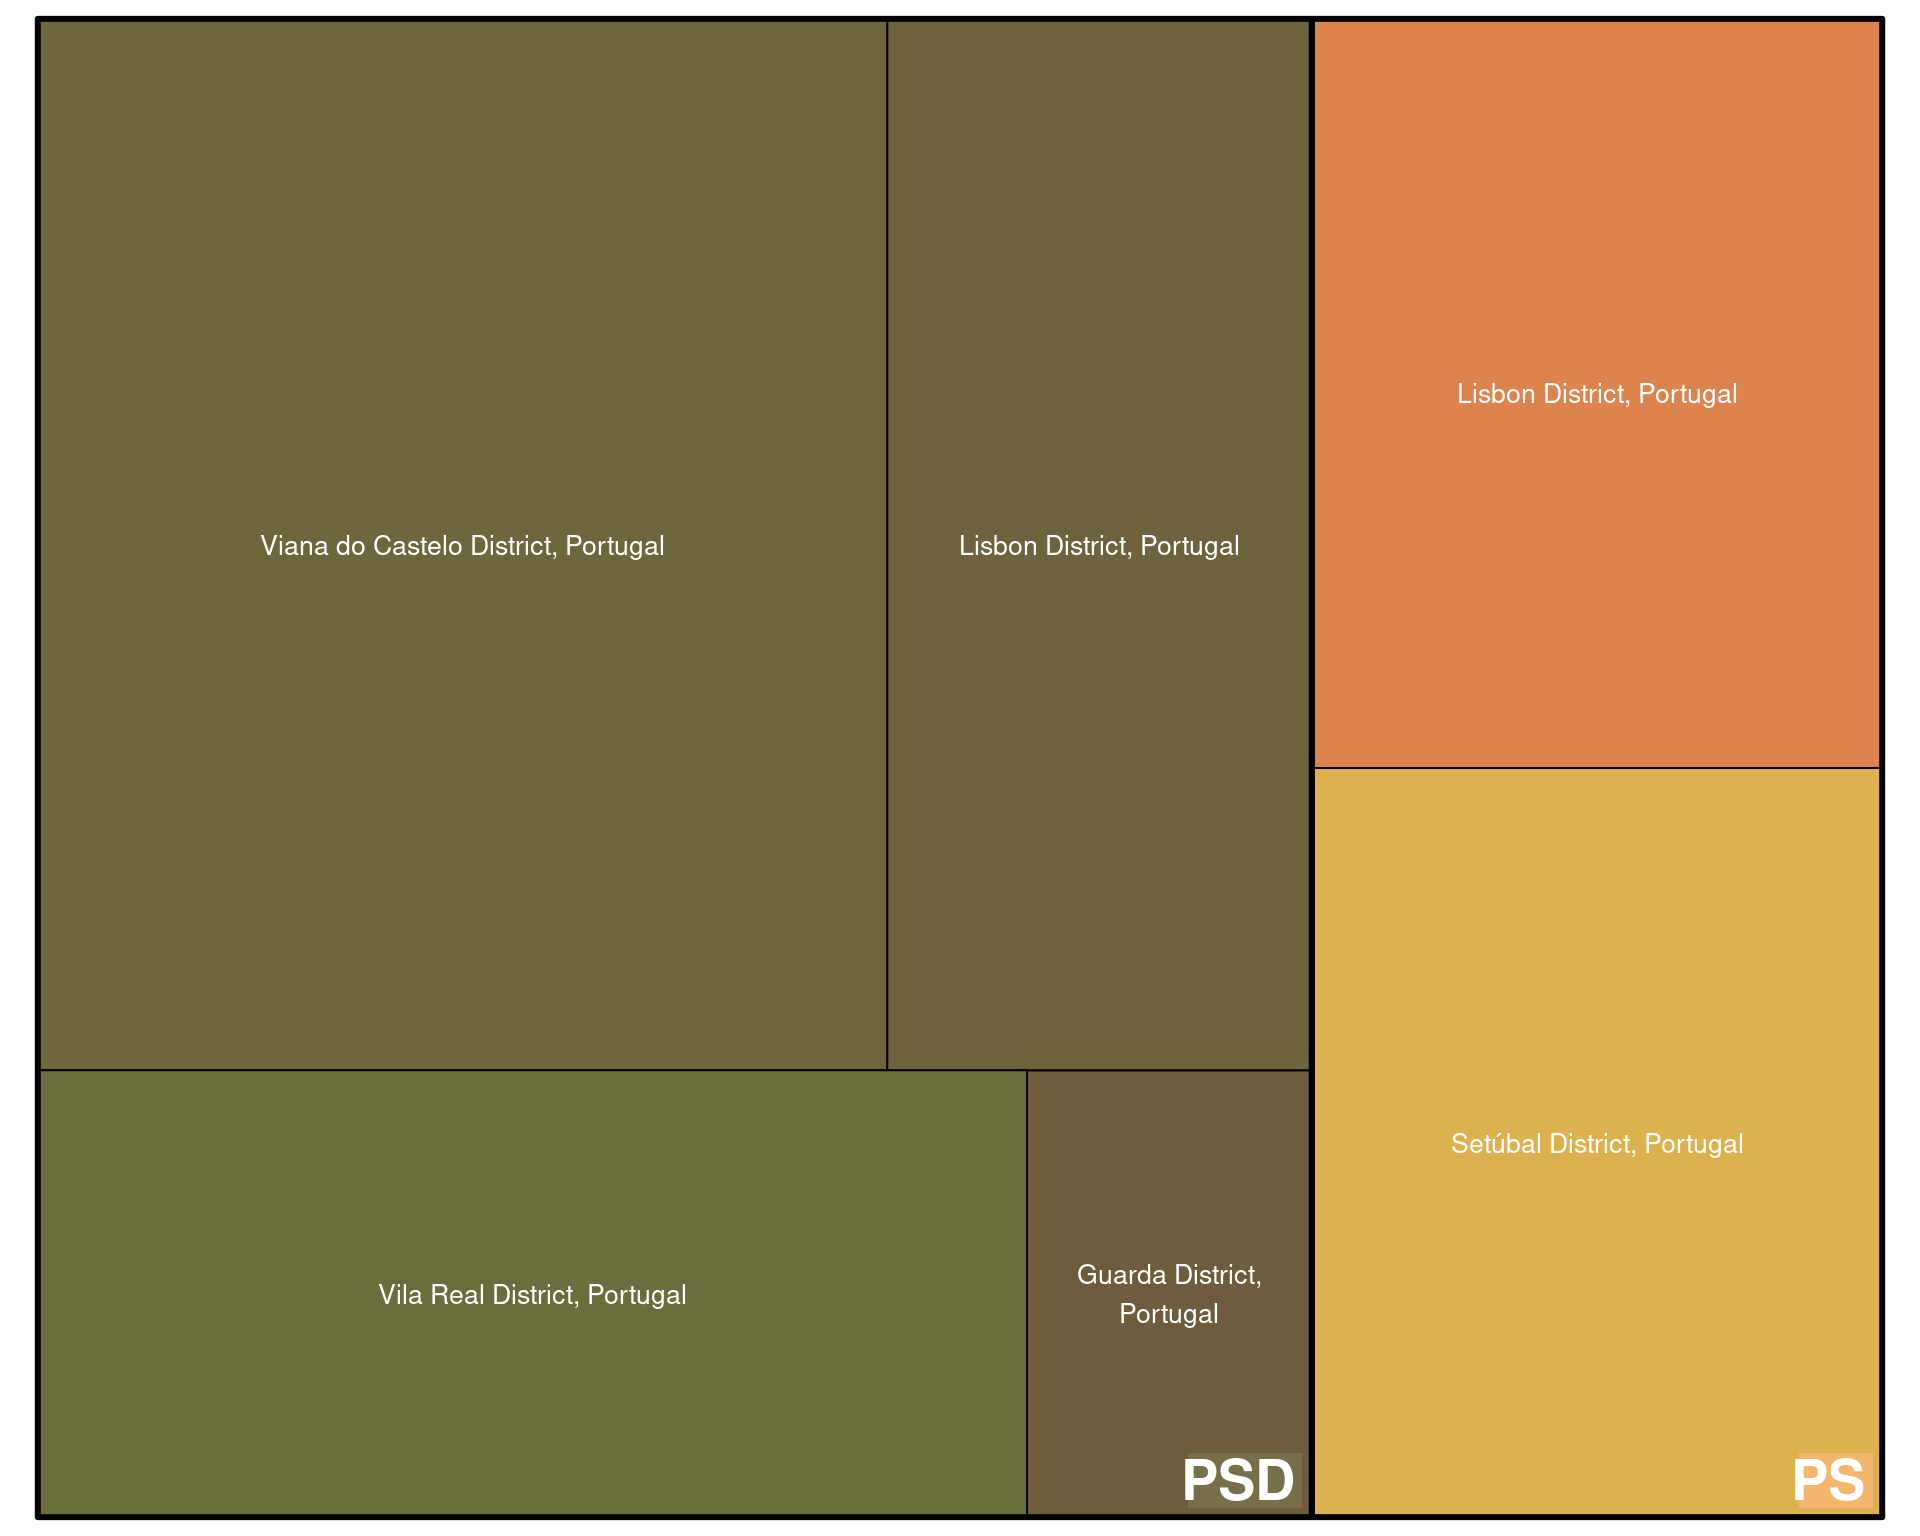 Viana do Castelo District, Portugal
Lisbon District, Portugal
Vila Real District, Portugal
Guarda District,
Portugal
PSD
Lisbon District, Portugal
Setúbal District, Portugal
PS